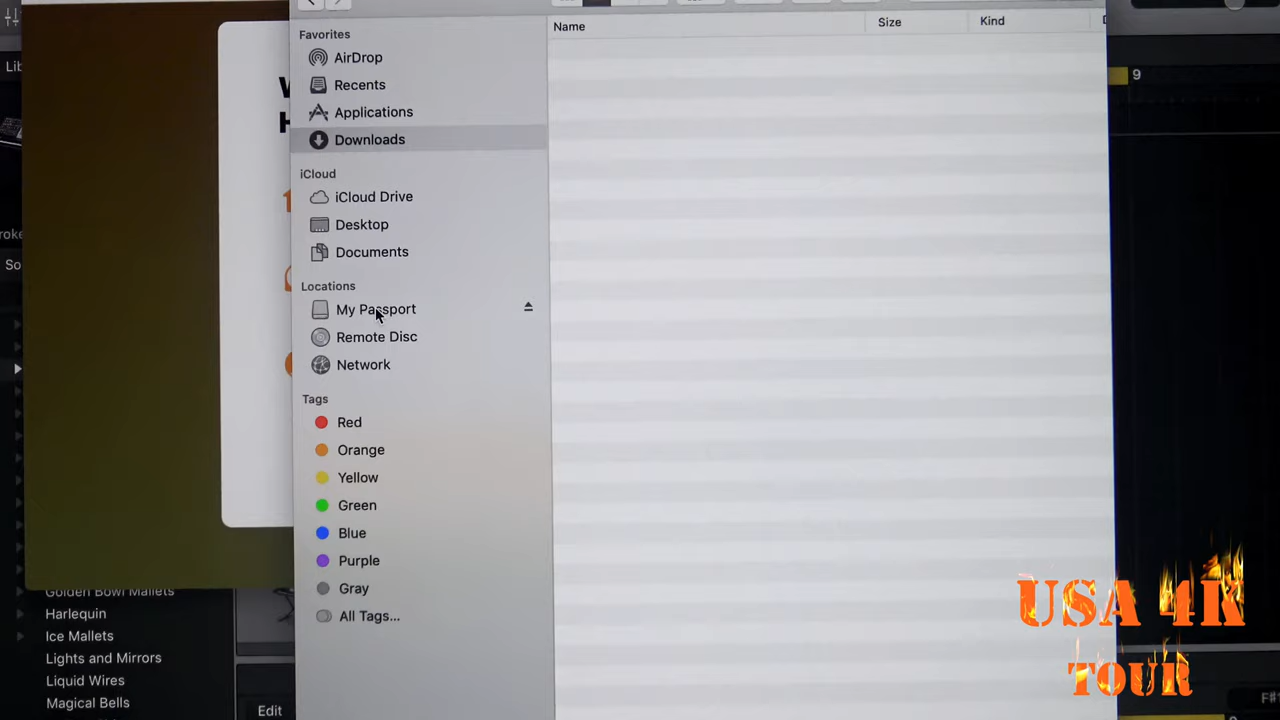 Name
Size
Kind
Favorites
AirDrop
Recents
Applications
Downloads
iCloud
iCloud Drive
Desktop
Documents
Locations
My Passport
Remote Disc
Network
Tags
Red
Orange
Yellow
Green
Blue
Purple
Gray
All Tags...
Harlequin
Ice Mallets
Lights and Mirrors
Liquid Wires
Magical Bells
Golden Bowl Mallets
Edit
9
USA 4K
TOUR